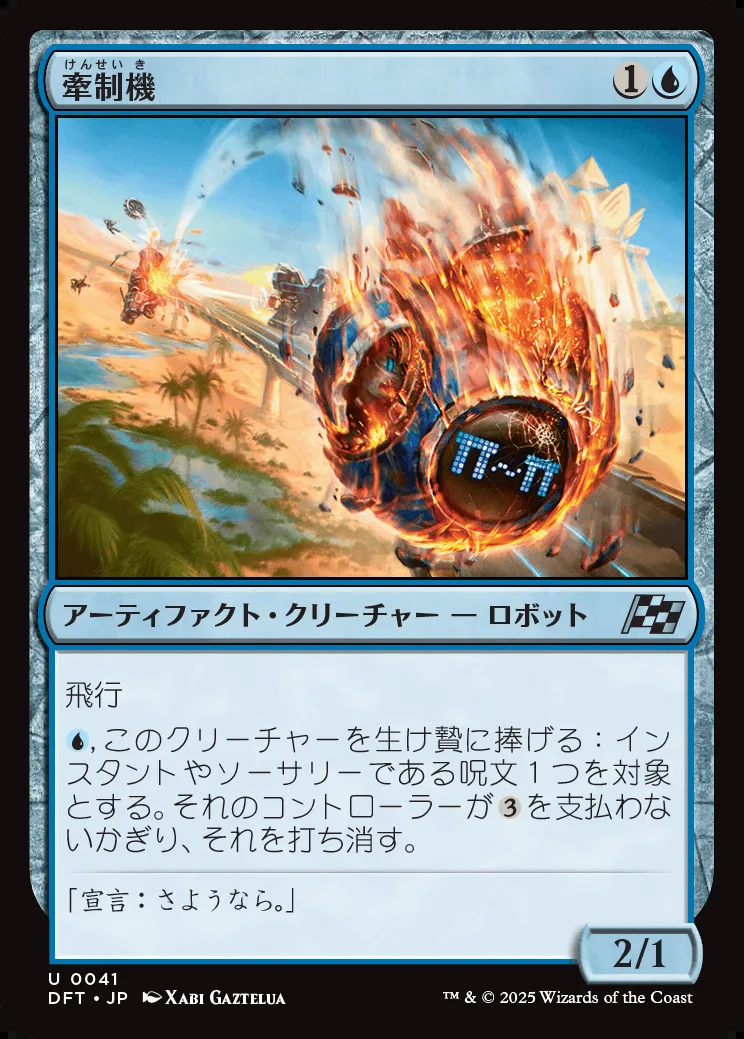 けんせいき
牽制機
1
アーティファクト・クリーチャー — ロボット
飛行
,このクリーチャーを生け贄に捧げる：イン
スタントやソーサリーである呪文１つを対象
とする。それのコントローラーが3を支払わな
いかぎり、それを打ち消す。
「宣言：さようなら。」
2/1
U 0041
DFT • JP Xabi Gaztelua
™ & © 2025 Wizards of the Coast